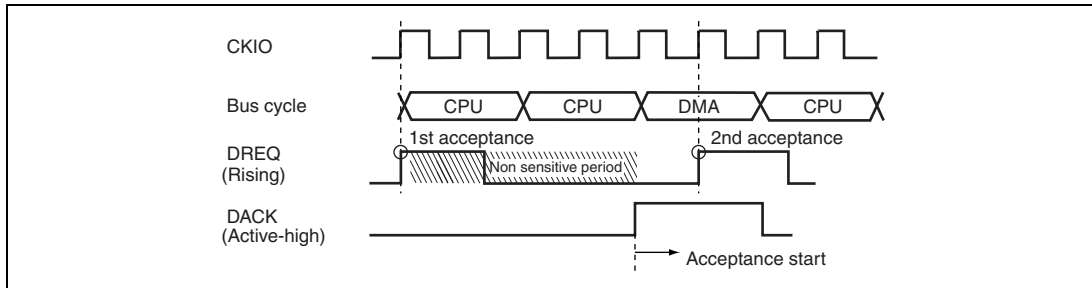 CKIO
Bus cycle
CPU CPU DMA CPU
1st acceptance 2nd acceptance
DREQ
(Rising)
Non sensitive period
DACK
(Active-high)
Acceptance start